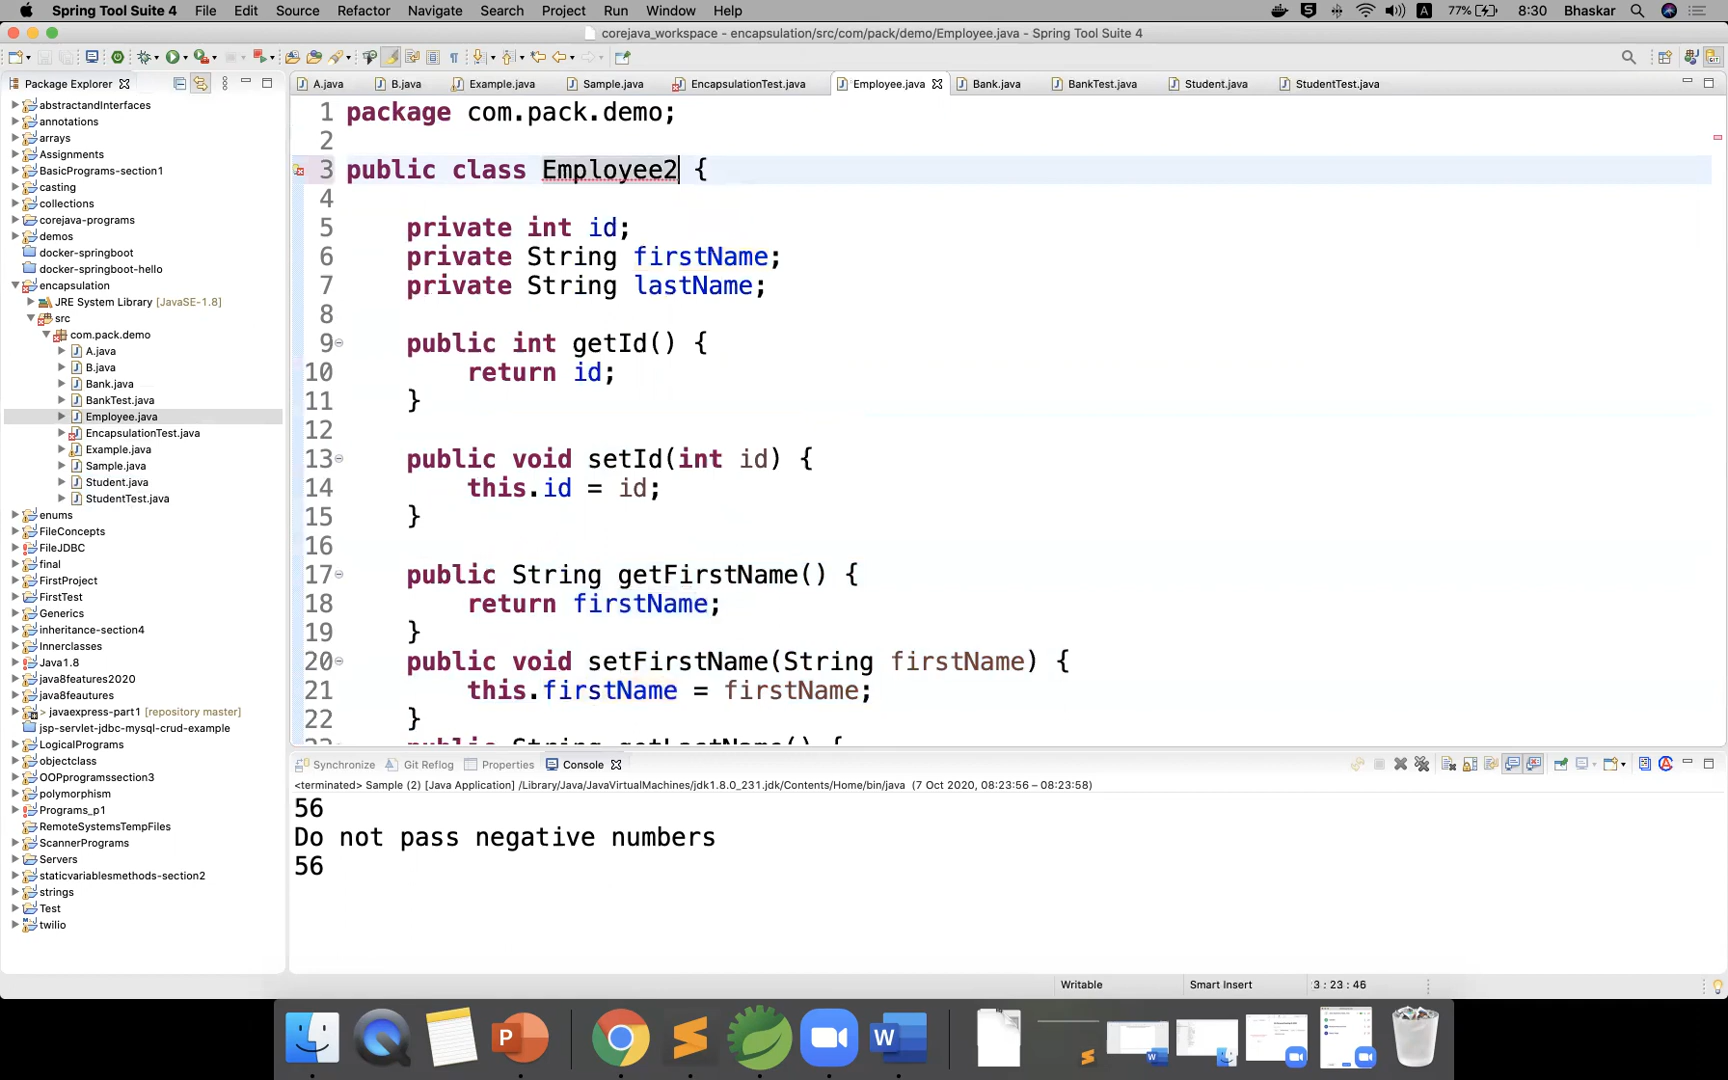 Spring Tool Suite 4 File Edit Source Refactor Navigate Search Project Run Window Help 77% 8:30 Bhaskar
corejava_workspace - encapsulation/src/com/pack/demo/Employee.java - Spring Tool Suite 4
Package Explorer
A.java B.java Example.java Sample.java EncapsulationTest.java Employee.java Bank.java BankTest.java Student.java StudentTest.java
abstractandInterfaces
annotations
arrays
Assignments
BasicPrograms-section1
casting
collections
corejava-programs
demos
docker-springboot
docker-springboot-hello
encapsulation
JRE System Library [JavaSE-1.8]
src
com.pack.demo
A.java
B.java
Bank.java
BankTest.java
Employee.java
EncapsulationTest.java
Example.java
Sample.java
Student.java
StudentTest.java
enums
FileConcepts
FileJDBC
final
FirstProject
FirstTest
Generics
inheritance-section4
Innerclasses
Java1.8
java8features2020
java8feautures
> javaexpress-part1 [repository master]
jsp-servlet-jdbc-mysql-crud-example
LogicalPrograms
objectclass
OOPprogramssection3
polymorphism
Programs_p1
RemoteSystemsTempFiles
ScannerPrograms
Servers
staticvariablesmethods-section2
strings
Test
twilio
1 package com.pack.demo;
2
3 public class Employee2 {
4
5 private int id;
6 private String firstName;
7 private String lastName;
8
9 public int getId() {
10 return id;
11 }
12
13 public void setId(int id) {
14 this.id = id;
15 }
16
17 public String getFirstName() {
18 return firstName;
19 }
20 public void setFirstName(String firstName) {
21 this.firstName = firstName;
22 }
23 public String getLastName() {
Synchronize Git Reflog Properties Console
<terminated> Sample (2) [Java Application] /Library/Java/JavaVirtualMachines/jdk1.8.0_231.jdk/Contents/Home/bin/java (7 Oct 2020, 08:23:56 – 08:23:58)
56
Do not pass negative numbers
56
Writable Smart Insert 3 : 23 : 46